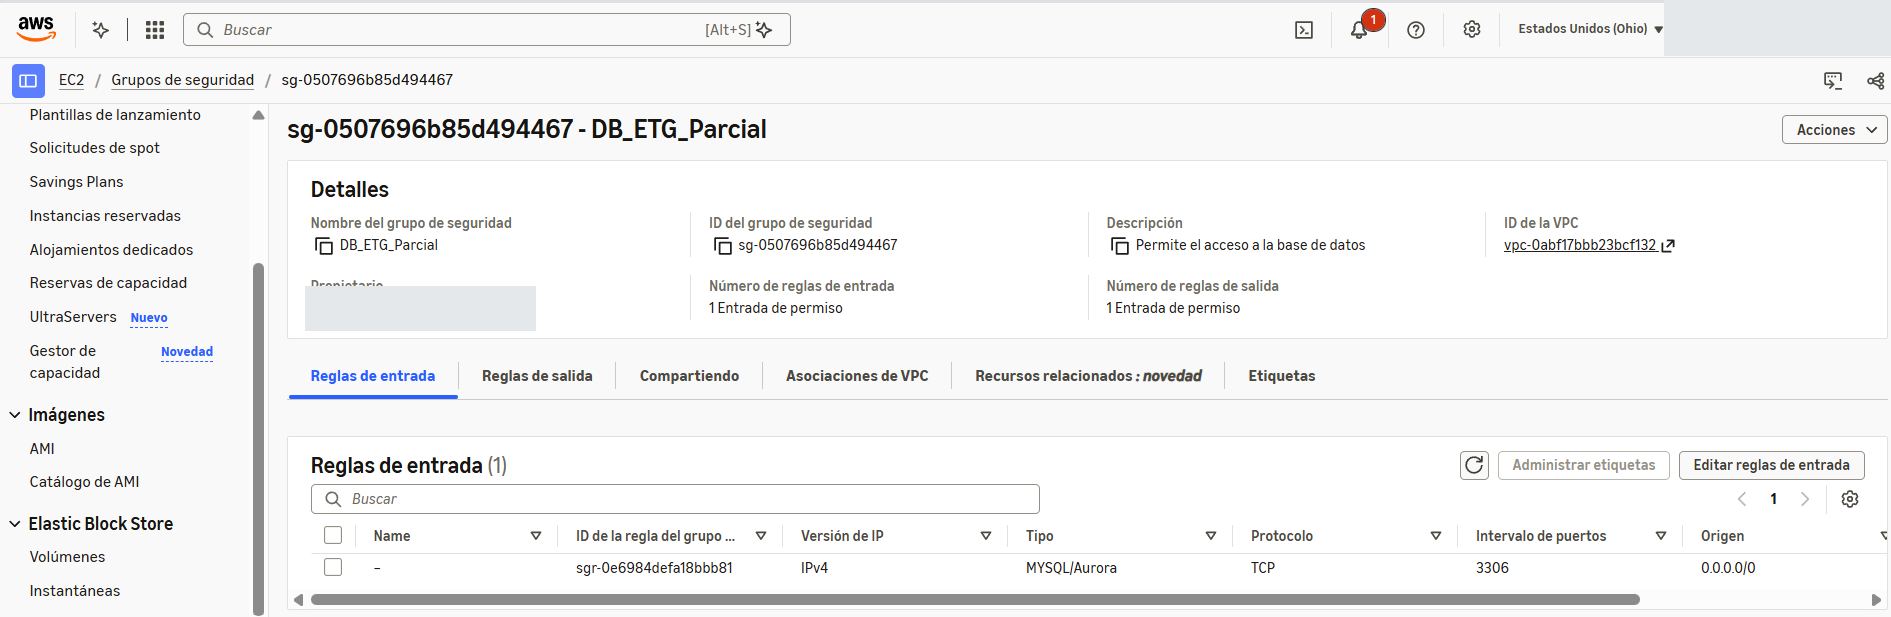 aws
Buscar [Alt+S]
1
Estados Unidos (Ohio)
EC2 / Grupos de seguridad / sg-0507696b85d494467
Plantillas de lanzamiento
Solicitudes de spot
Savings Plans
Instancias reservadas
Alojamientos dedicados
Reservas de capacidad
UltraServers Nuevo
Gestor de capacidad Novedad
Imágenes
AMI
Catálogo de AMI
Elastic Block Store
Volúmenes
Instantáneas
sg-0507696b85d494467 - DB_ETG_Parcial
Acciones
Detalles
Nombre del grupo de seguridad
DB_ETG_Parcial
ID del grupo de seguridad
sg-0507696b85d494467
Descripción
Permite el acceso a la base de datos
ID de la VPC
vpc-0abf17bbb23bcf132
Propietario
Número de reglas de entrada
1 Entrada de permiso
Número de reglas de salida
1 Entrada de permiso
Reglas de entrada
Reglas de salida
Compartiendo
Asociaciones de VPC
Recursos relacionados : novedad
Etiquetas
Reglas de entrada (1)
Administrar etiquetas
Editar reglas de entrada
Buscar
1
Name ID de la regla del grupo ... Versión de IP Tipo Protocolo Intervalo de puertos Origen
– sgr-0e6984defa18bbb81 IPv4 MYSQL/Aurora TCP 3306 0.0.0.0/0